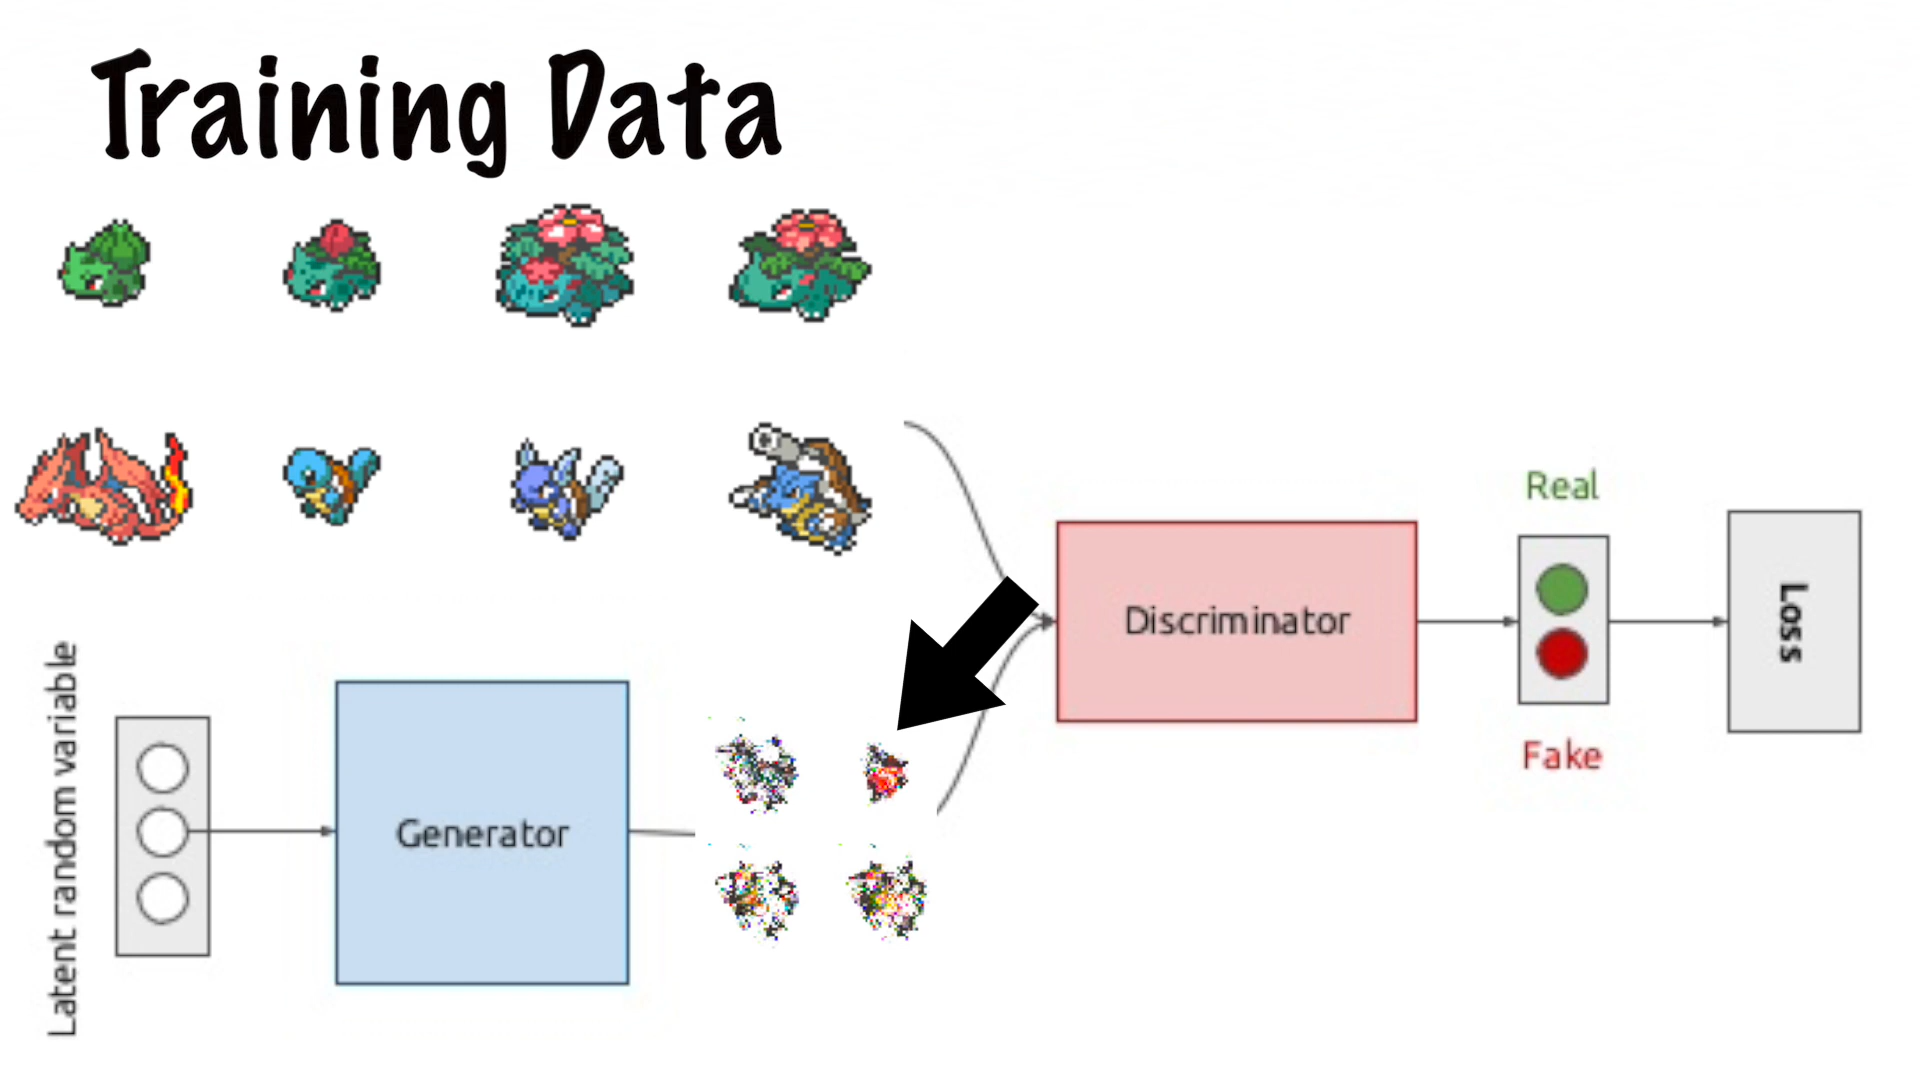 Training Data
Real
Discriminator
Loss
Fake
Latent random variable
Generator